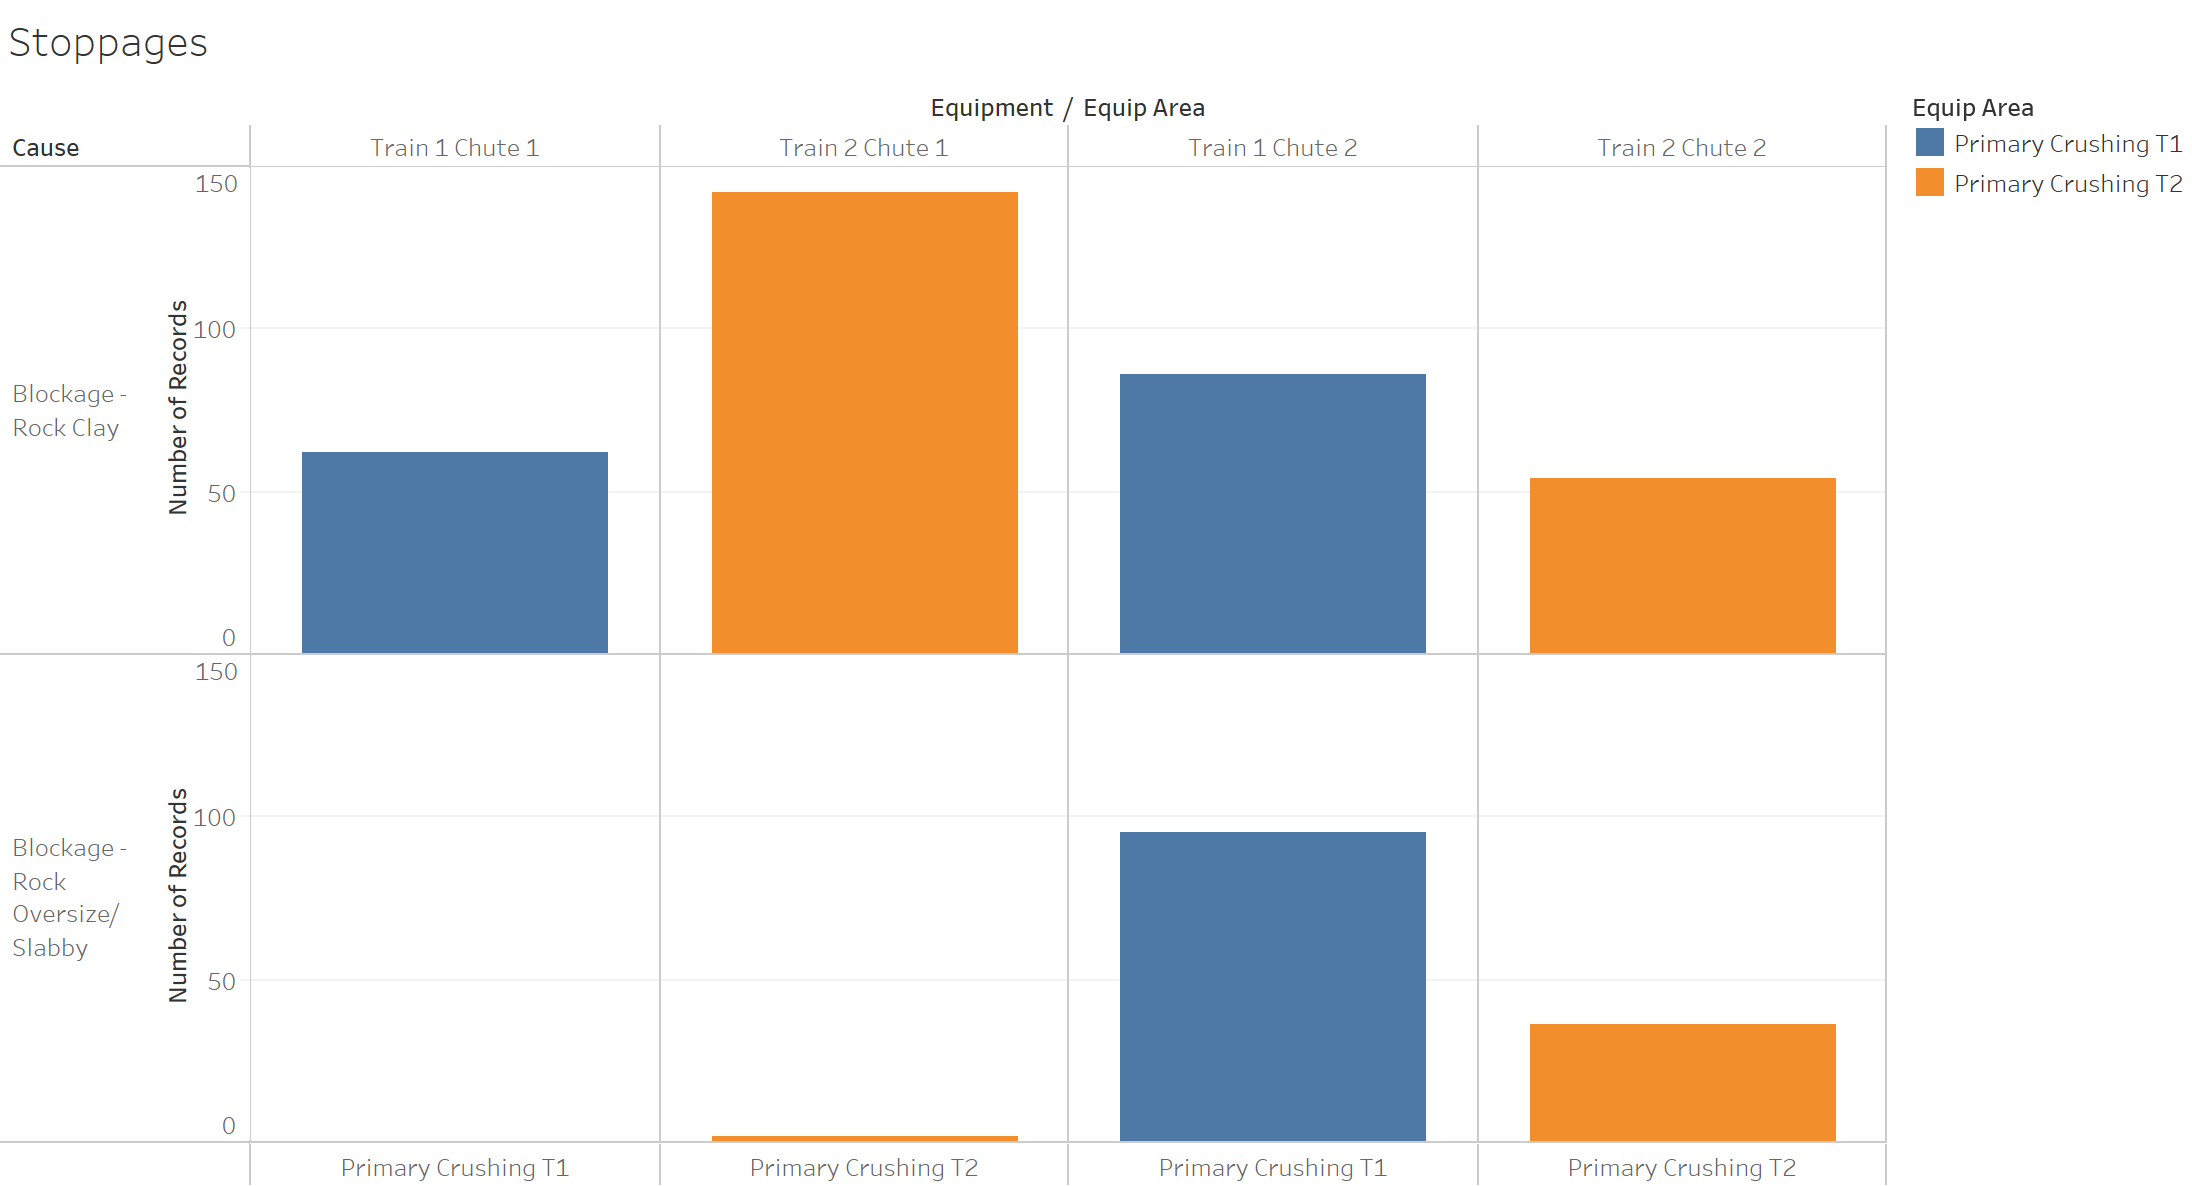 Stoppages
Equipment / Equip Area
Cause
Train 1 Chute 1
Train 2 Chute 1
Train 1 Chute 2
Train 2 Chute 2
Equip Area
Primary Crushing T1
Primary Crushing T2
Blockage -
Rock Clay
Number of Records
150
100
50
0
Blockage -
Rock
Oversize/
Slabby
Number of Records
150
100
50
0
Primary Crushing T1
Primary Crushing T2
Primary Crushing T1
Primary Crushing T2